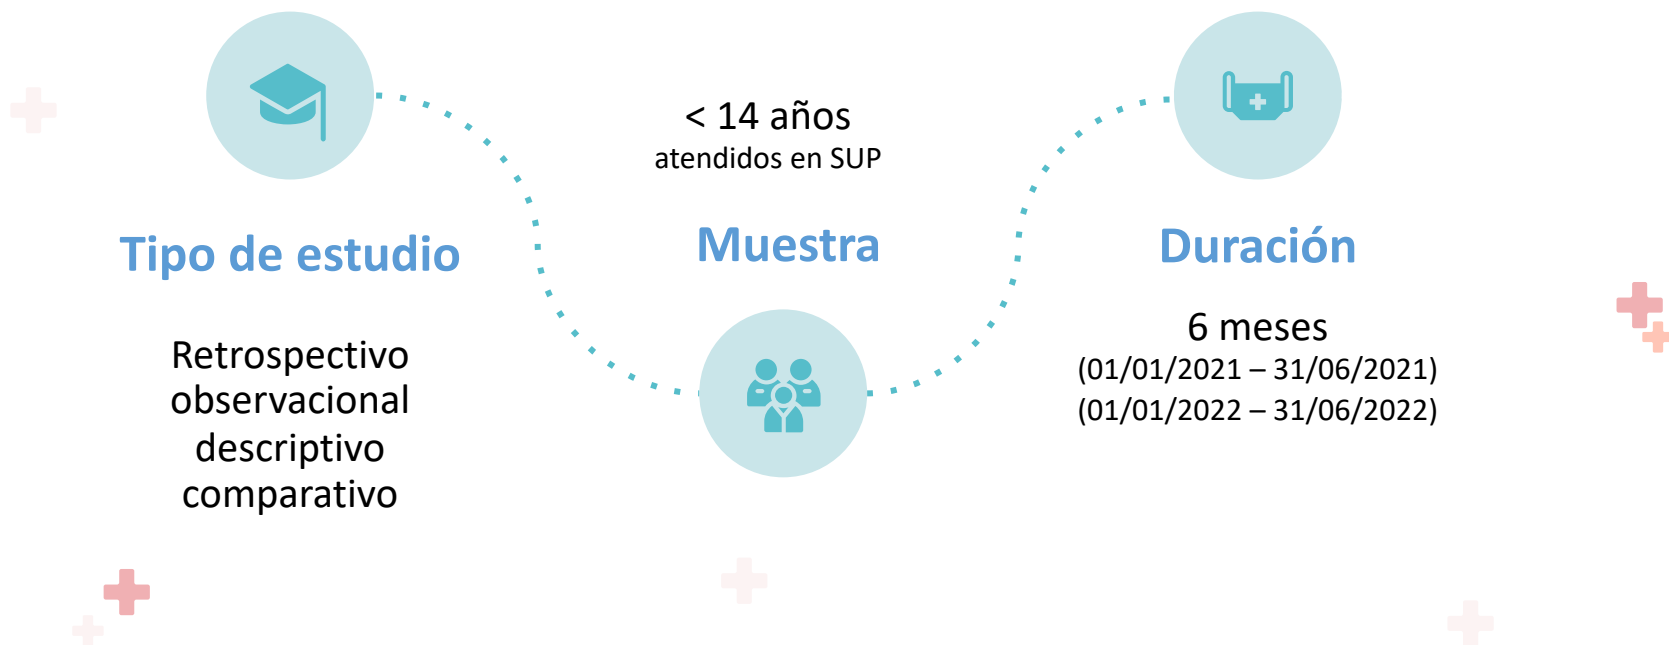 Tipo de estudio
Retrospectivo
observacional
descriptivo
comparativo
< 14 años
atendidos en SUP
Muestra
Duración
6 meses
(01/01/2021 – 31/06/2021)
(01/01/2022 – 31/06/2022)